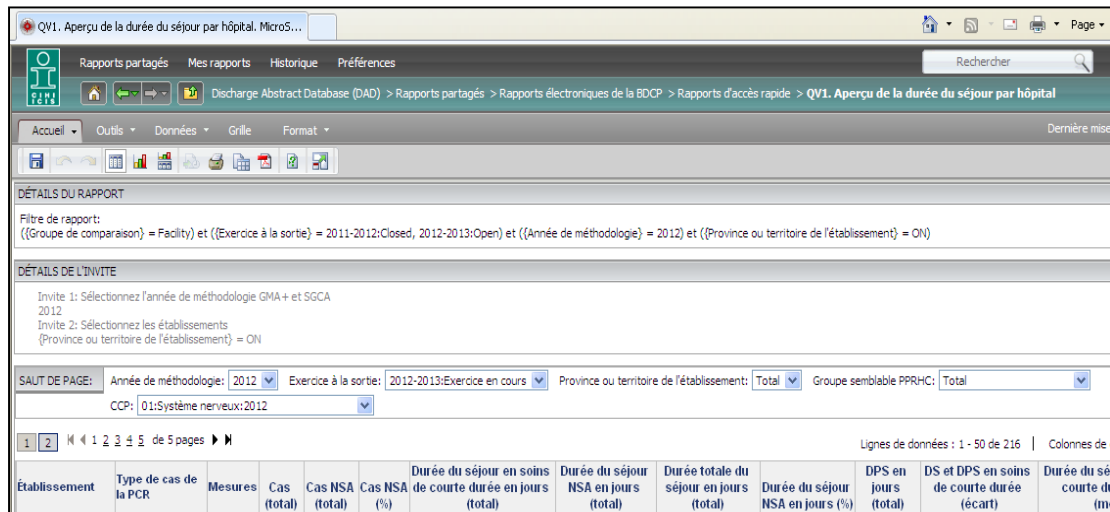 QV1. Aperçu de la durée du séjour par hôpital. MicroS...
Page
Rapports partagés Mes rapports Historique Préférences
Rechercher
CIHI
ICIS
Discharge Abstract Database (DAD) > Rapports partagés > Rapports électroniques de la BDCP > Rapports d'accès rapide > QV1. Aperçu de la durée du séjour par hôpital
Accueil Outils Données Grille Format
Dernière mise
DÉTAILS DU RAPPORT
Filtre de rapport:
({Groupe de comparaison} = Facility) et ({Exercice à la sortie} = 2011-2012:Closed, 2012-2013:Open) et ({Année de méthodologie} = 2012) et ({Province ou territoire de l'établissement} = ON)
DÉTAILS DE L'INVITE
Invite 1: Sélectionnez l'année de méthodologie GMA+ et SGCA
2012
Invite 2: Sélectionnez les établissements
{Province ou territoire de l'établissement} = ON
SAUT DE PAGE: Année de méthodologie: 2012 Exercice à la sortie: 2012-2013:Exercice en cours Province ou territoire de l'établissement: Total Groupe semblable PPRHC: Total
CCP: 01:Système nerveux:2012
1 2 1 2 3 4 5 de 5 pages
Lignes de données : 1 - 50 de 216 | Colonnes de
Établissement
Type de cas de
la PCR
Mesures
Cas
(total)
Cas NSA
(total)
Cas NSA
(%)
Durée du séjour en soins
de courte durée en jours
(total)
Durée du séjour
NSA en jours
(total)
Durée totale du
séjour en jours
(total)
Durée du séjour
NSA en jours (%)
DPS en
jours
(total)
DS et DPS en soins
de courte durée
(écart)
Durée du sé
courte du
(m